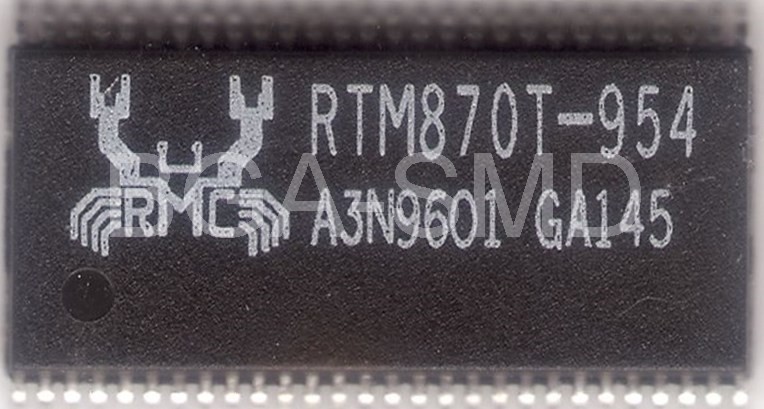 RTM870T-954
RMC
A3N9601 GA145
BGA SMD